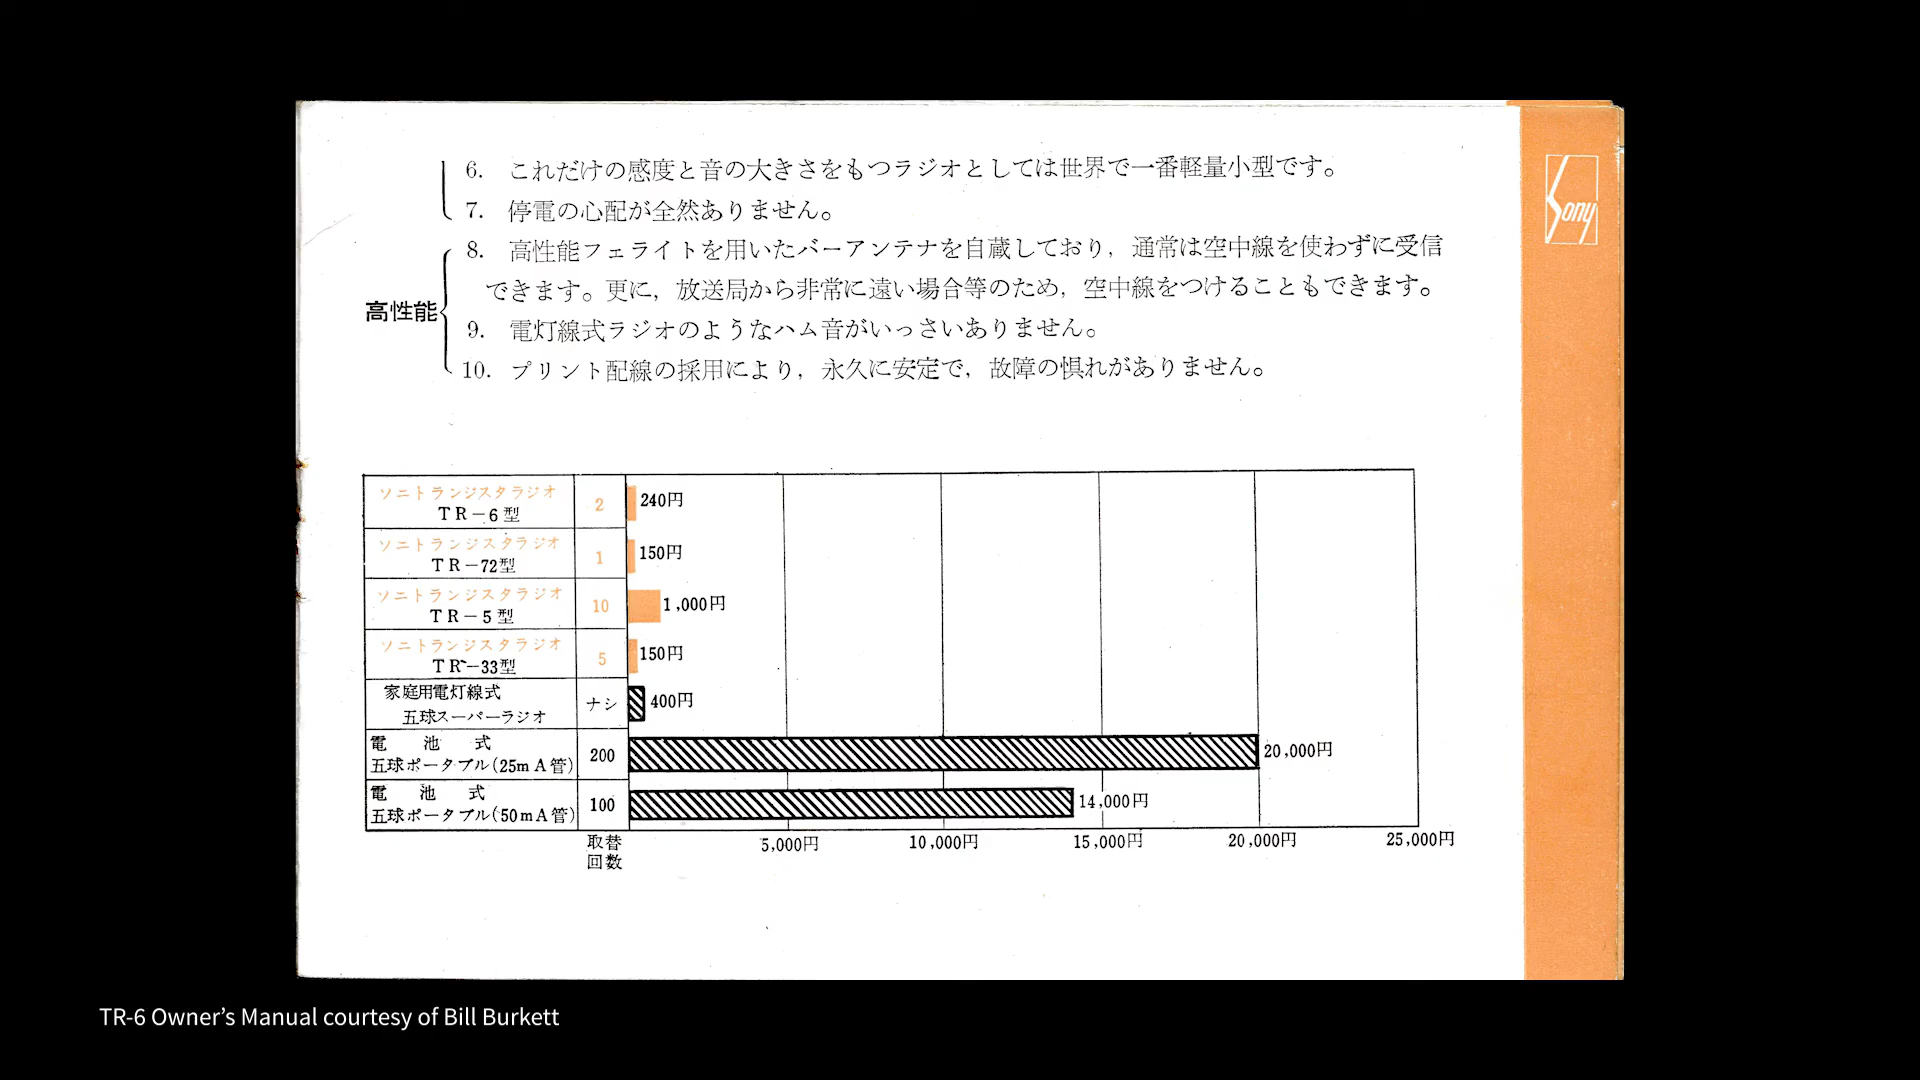 6. これだけの感度と音の大きさをもつラジオとしては世界で一番軽量小型です。
7. 停電の心配が全然ありません。
高性能
8. 高性能フェライトを用いたバーアンテナを自蔵しており，通常は空中線を使わずに受信
できます。更に，放送局から非常に遠い場合等のため，空中線をつけることもできます。
9. 電灯線式ラジオのようなハム音がいっさいありません。
10. プリント配線の採用により，永久に安定で，故障の惧れがありません。
Sony
ソニトランジスタラジオ
TR－6型 2 240円
ソニトランジスタラジオ
TR－72型 1 150円
ソニトランジスタラジオ
TR－5型 10 1,000円
ソニトランジスタラジオ
TR－33型 5 150円
家庭用電灯線式
五球スーパーラジオ ナシ 400円
電池式
五球ポータブル(25mA管) 200 20,000円
電池式
五球ポータブル(50mA管) 100 14,000円
取替
回数
5,000円 10,000円 15,000円 20,000円 25,000円
TR-6 Owner’s Manual courtesy of Bill Burkett